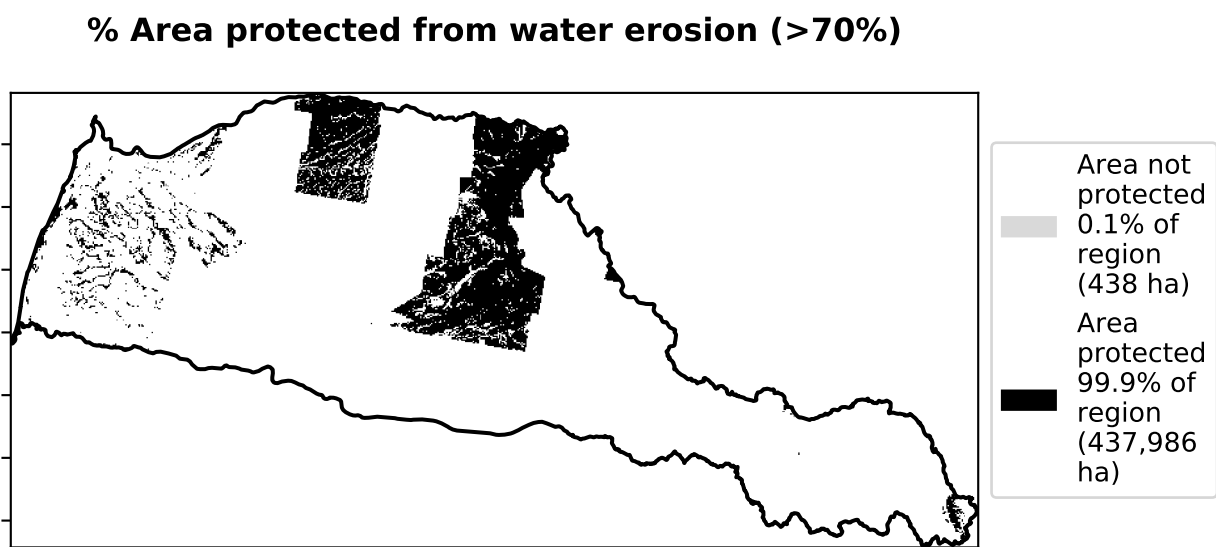 % Area protected from water erosion (>70%)
Area not
protected
0.1% of
region
(438 ha)
Area
protected
99.9% of
region
(437,986
ha)